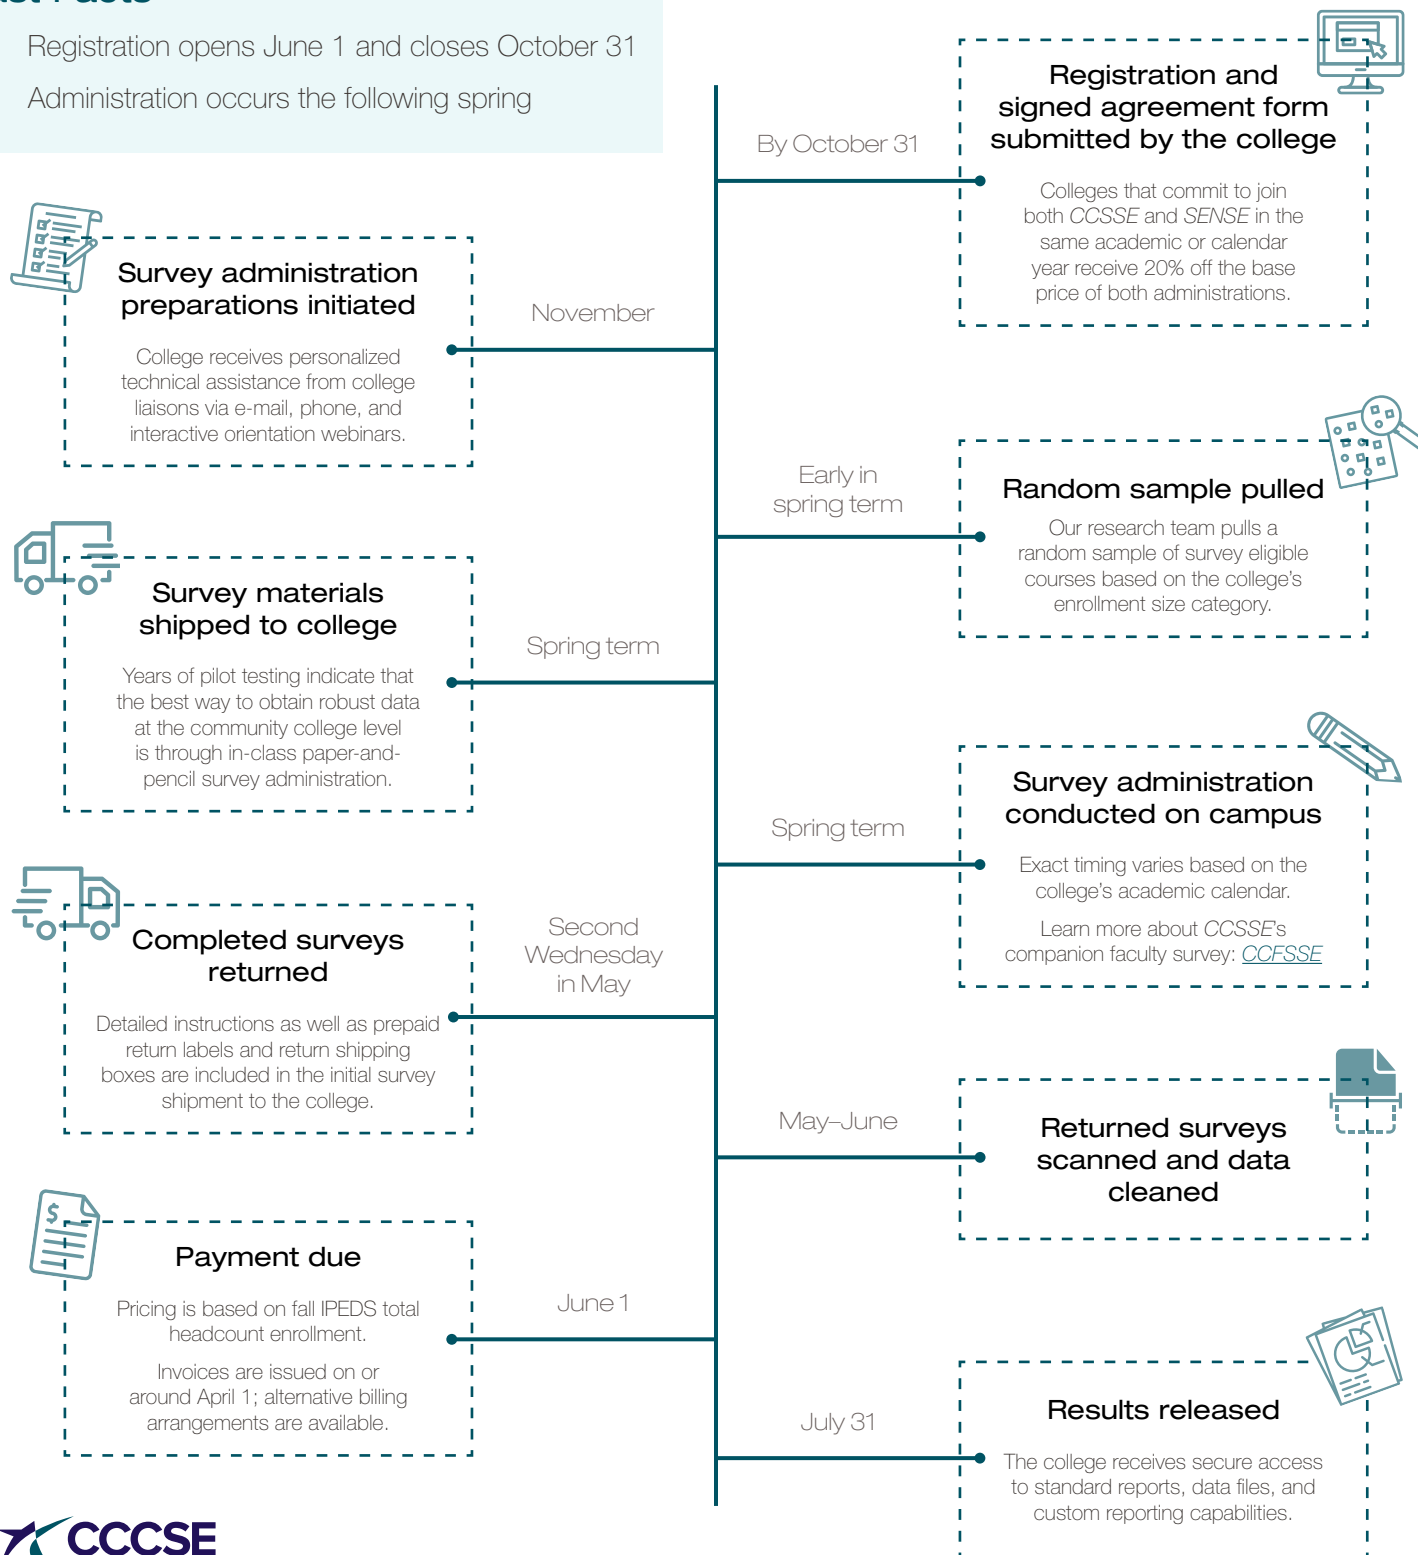 Fast Facts
Registration opens June 1 and closes October 31
Administration occurs the following spring
By October 31
Registration and
signed agreement form
submitted by the college
Colleges that commit to join
both CCSSE and SENSE in the
same academic or calendar
year receive 20% off the base
price of both administrations.
November
Survey administration
preparations initiated
College receives personalized
technical assistance from college
liaisons via e-mail, phone, and
interactive orientation webinars.
Early in
spring term
Random sample pulled
Our research team pulls a
random sample of survey eligible
courses based on the college’s
enrollment size category.
Spring term
Survey materials
shipped to college
Years of pilot testing indicate that
the best way to obtain robust data
at the community college level
is through in-class paper-and-
pencil survey administration.
Spring term
Survey administration
conducted on campus
Exact timing varies based on the
college’s academic calendar.
Learn more about CCSSE’s
companion faculty survey: CCFSSE
Second
Wednesday
in May
Completed surveys
returned
Detailed instructions as well as prepaid
return labels and return shipping
boxes are included in the initial survey
shipment to the college.
May–June
Returned surveys
scanned and data
cleaned
June 1
Payment due
Pricing is based on fall IPEDS total
headcount enrollment.
Invoices are issued on or
around April 1; alternative billing
arrangements are available.
July 31
Results released
The college receives secure access
to standard reports, data files, and
custom reporting capabilities.
CCCSE